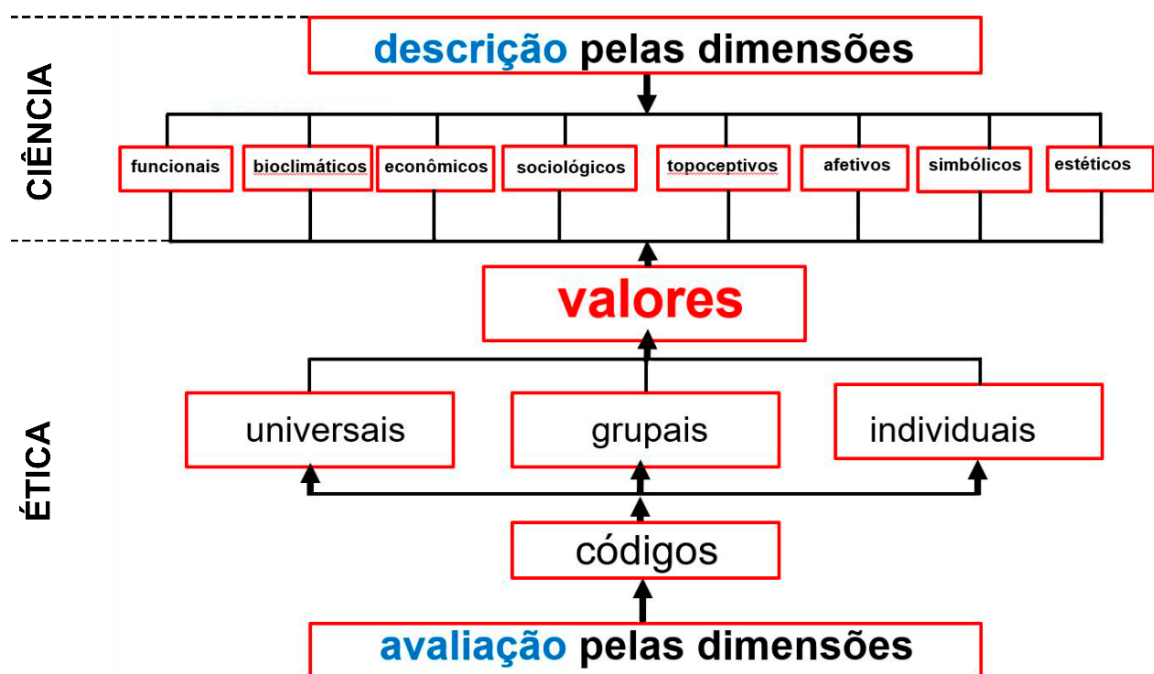 CIÊNCIA
descrição pelas dimensões
funcionais
bioclimáticos
econômicos
sociológicos
topoceptivos
afetivos
simbólicos
estéticos
ÉTICA
valores
universais
grupais
individuais
códigos
avaliação pelas dimensões